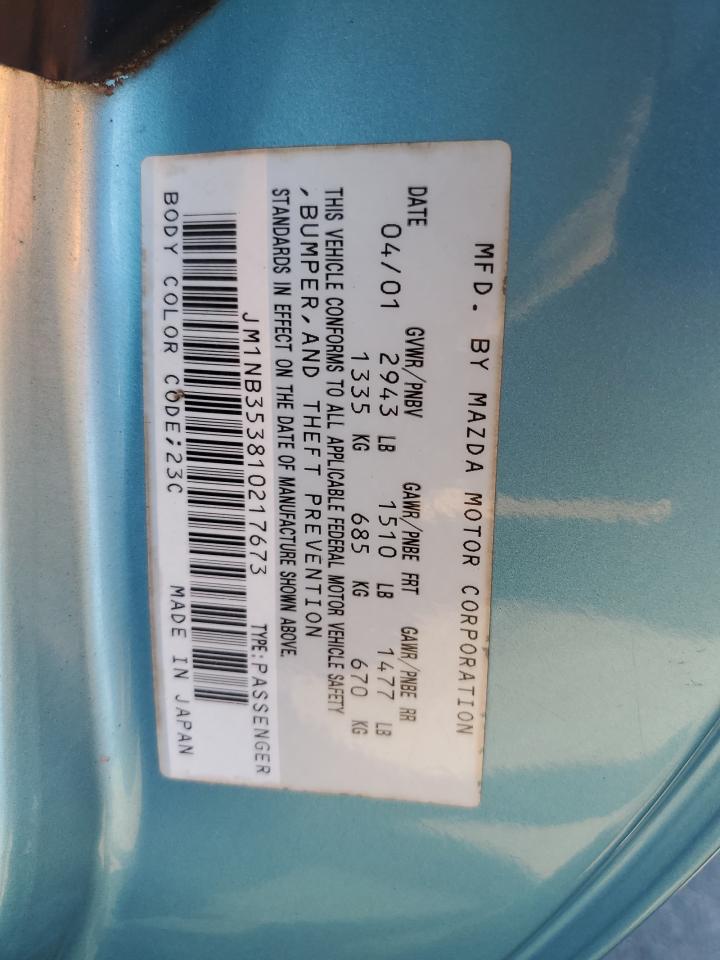 MFD. BY MAZDA MOTOR CORPORATION
DATE GVWR/PNBV GAWR/PNBE FRT GAWR/PNBE RR
04/01 2943 LB 1510 LB 1477 LB
1335 KG 685 KG 670 KG
THIS VEHICLE CONFORMS TO ALL APPLICABLE FEDERAL MOTOR VEHICLE SAFETY
,BUMPER,AND THEFT PREVENTION
STANDARDS IN EFFECT ON THE DATE OF MANUFACTURE SHOWN ABOVE.
JM1NB353810217673 TYPE:PASSENGER
BODY COLOR CODE;23C MADE IN JAPAN